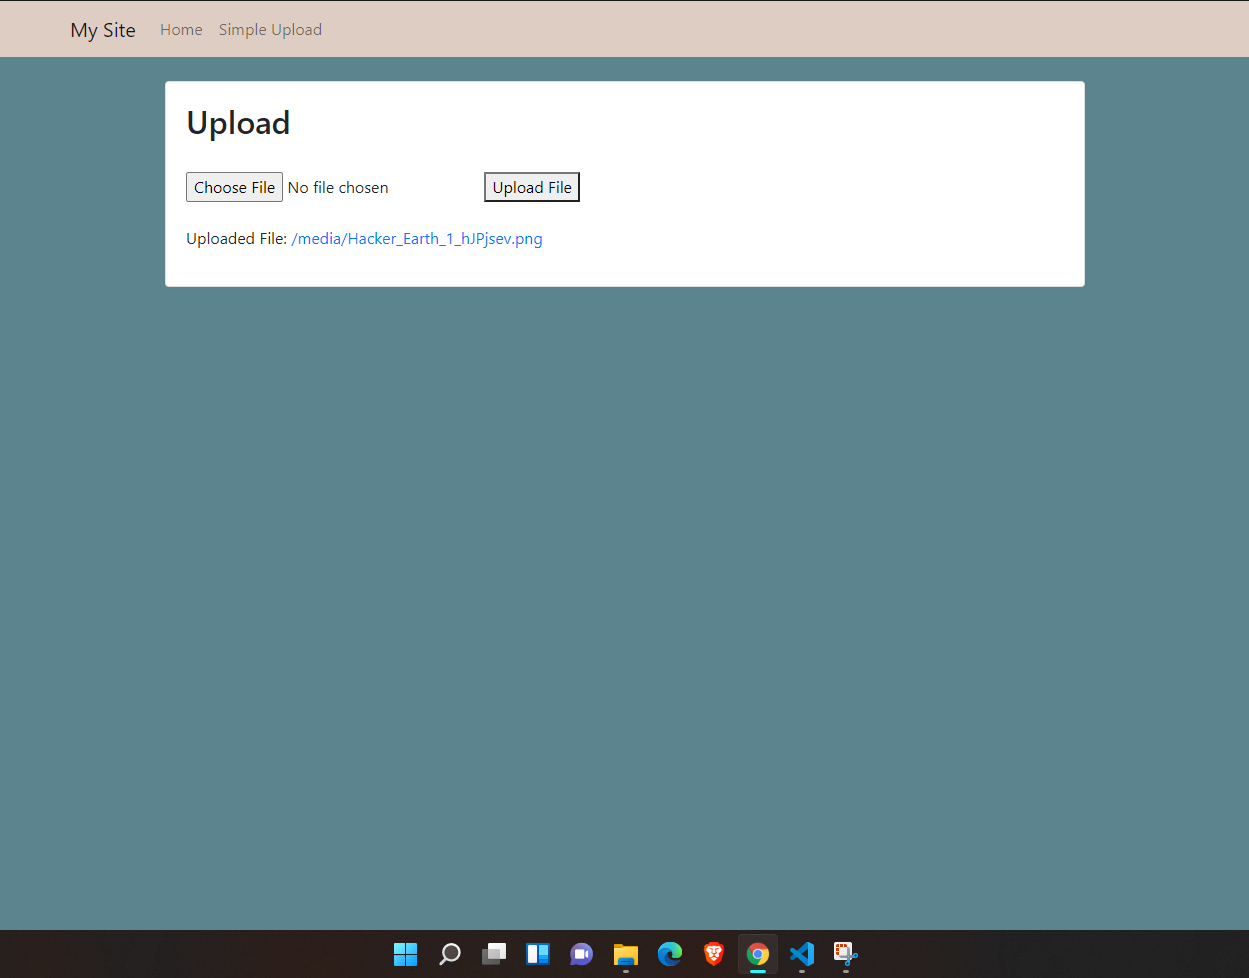 My Site Home Simple Upload
Upload
Choose File No file chosen Upload File
Uploaded File: /media/Hacker_Earth_1_hJPjsev.png